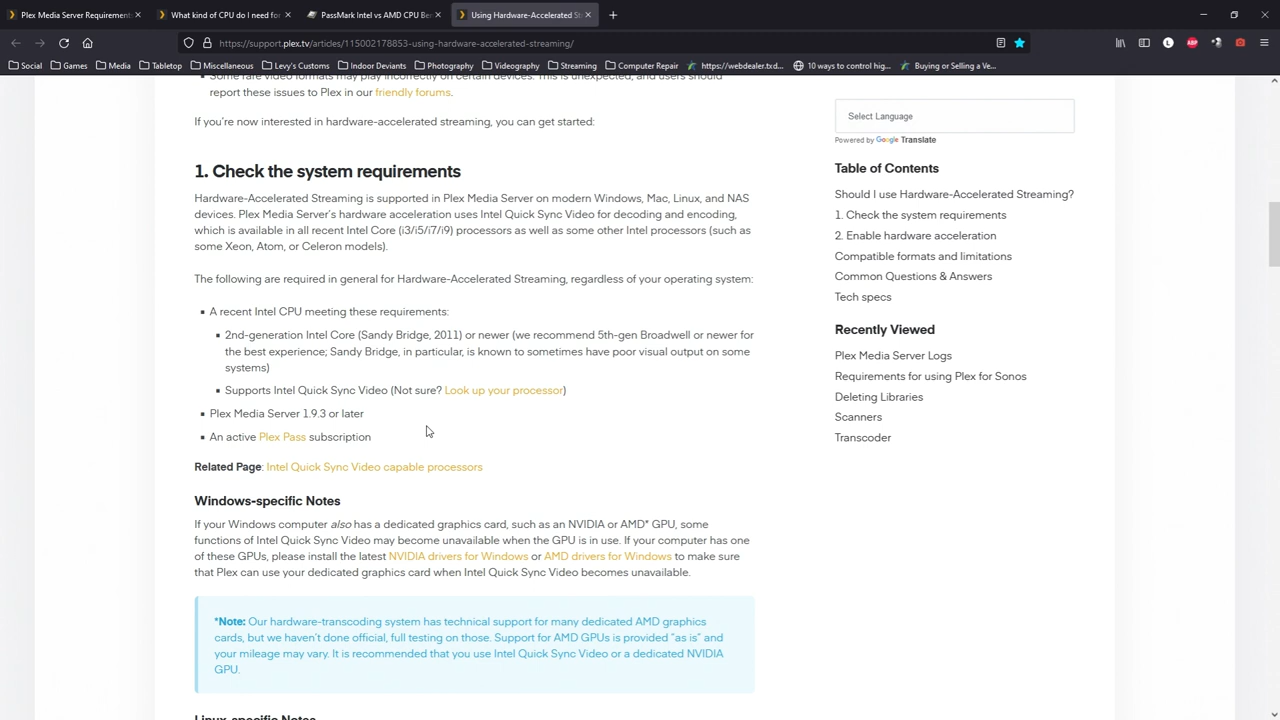 Plex Media Server Requirement
What kind of CPU do I need for
PassMark Intel vs AMD CPU Ben
Using Hardware-Accelerated St
https://support.plex.tv/articles/115002178853-using-hardware-accelerated-streaming/
Social
Games
Media
Tabletop
Miscellaneous
Levy's Customs
Indoor Deviants
Photography
Videography
Streaming
Computer Repair
https://webdealer.txd...
10 ways to control hig...
Buying or Selling a Ve...
Some rare video formats may play incorrectly on certain devices. This is unexpected, and users should
report these issues to Plex in our friendly forums.
If you're now interested in hardware-accelerated streaming, you can get started:
1. Check the system requirements
Hardware-Accelerated Streaming is supported in Plex Media Server on modern Windows, Mac, Linux, and NAS
devices. Plex Media Server's hardware acceleration uses Intel Quick Sync Video for decoding and encoding,
which is available in all recent Intel Core (i3/i5/i7/i9) processors as well as some other Intel processors (such as
some Xeon, Atom, or Celeron models).
The following are required in general for Hardware-Accelerated Streaming, regardless of your operating system:
▪ A recent Intel CPU meeting these requirements:
▪ 2nd-generation Intel Core (Sandy Bridge, 2011) or newer (we recommend 5th-gen Broadwell or newer for
the best experience; Sandy Bridge, in particular, is known to sometimes have poor visual output on some
systems)
▪ Supports Intel Quick Sync Video (Not sure? Look up your processor)
▪ Plex Media Server 1.9.3 or later
▪ An active Plex Pass subscription
Related Page: Intel Quick Sync Video capable processors
Windows-specific Notes
If your Windows computer also has a dedicated graphics card, such as an NVIDIA or AMD* GPU, some
functions of Intel Quick Sync Video may become unavailable when the GPU is in use. If your computer has one
of these GPUs, please install the latest NVIDIA drivers for Windows or AMD drivers for Windows to make sure
that Plex can use your dedicated graphics card when Intel Quick Sync Video becomes unavailable.
*Note: Our hardware-transcoding system has technical support for many dedicated AMD graphics
cards, but we haven't done official, full testing on those. Support for AMD GPUs is provided "as is" and
your mileage may vary. It is recommended that you use Intel Quick Sync Video or a dedicated NVIDIA
GPU.
Linux-specific Notes
Select Language
Powered by Google Translate
Table of Contents
Should I use Hardware-Accelerated Streaming?
1. Check the system requirements
2. Enable hardware acceleration
Compatible formats and limitations
Common Questions & Answers
Tech specs
Recently Viewed
Plex Media Server Logs
Requirements for using Plex for Sonos
Deleting Libraries
Scanners
Transcoder